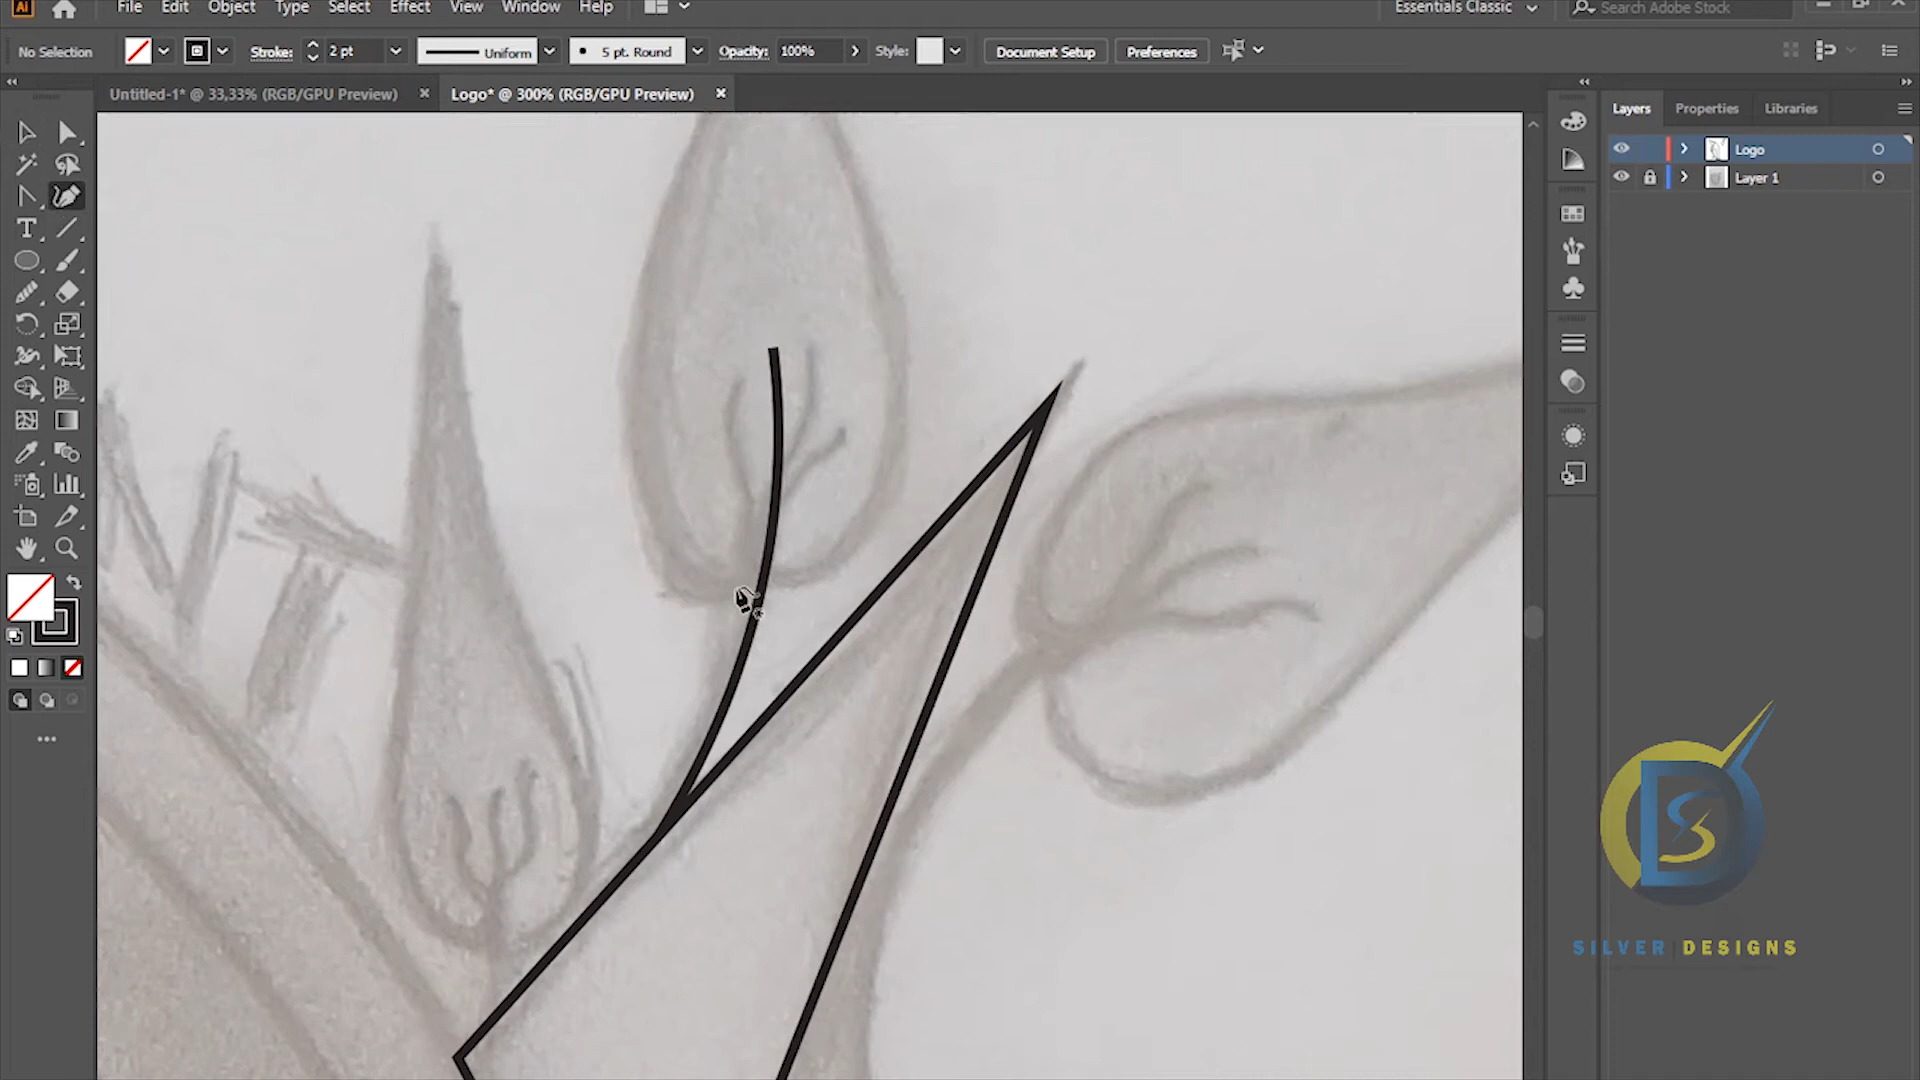 Ai File Edit Object Type Select Effect View Window Help Essentials Classic Search Adobe Stock
No Selection Stroke: 2 pt Uniform 5 pt. Round Opacity: 100% Style: Document Setup Preferences
Untitled-1* @ 33,33% (RGB/GPU Preview) × Logo* @ 300% (RGB/GPU Preview) ×
Layers Properties Libraries
Logo
Layer 1
T
DS
SILVER DESIGNS